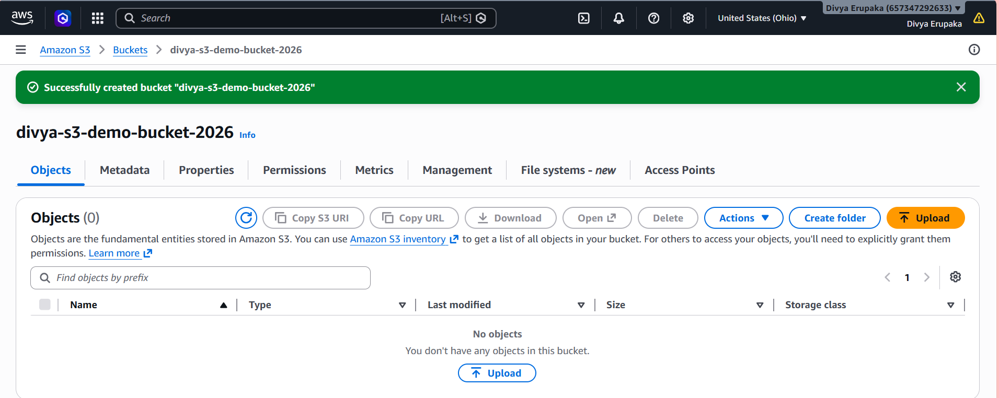 aws
Search [Alt+S]
United States (Ohio)
Divya Erupaka (657347292633)
Divya Erupaka
Amazon S3
Buckets
divya-s3-demo-bucket-2026
Successfully created bucket "divya-s3-demo-bucket-2026"
divya-s3-demo-bucket-2026 Info
Objects Metadata Properties Permissions Metrics Management File systems - new Access Points
Objects (0)
Copy S3 URI Copy URL Download Open Delete Actions Create folder Upload
Objects are the fundamental entities stored in Amazon S3. You can use Amazon S3 inventory to get a list of all objects in your bucket. For others to access your objects, you'll need to explicitly grant them
permissions. Learn more
Find objects by prefix
1
Name Type Last modified Size Storage class
No objects
You don't have any objects in this bucket.
Upload